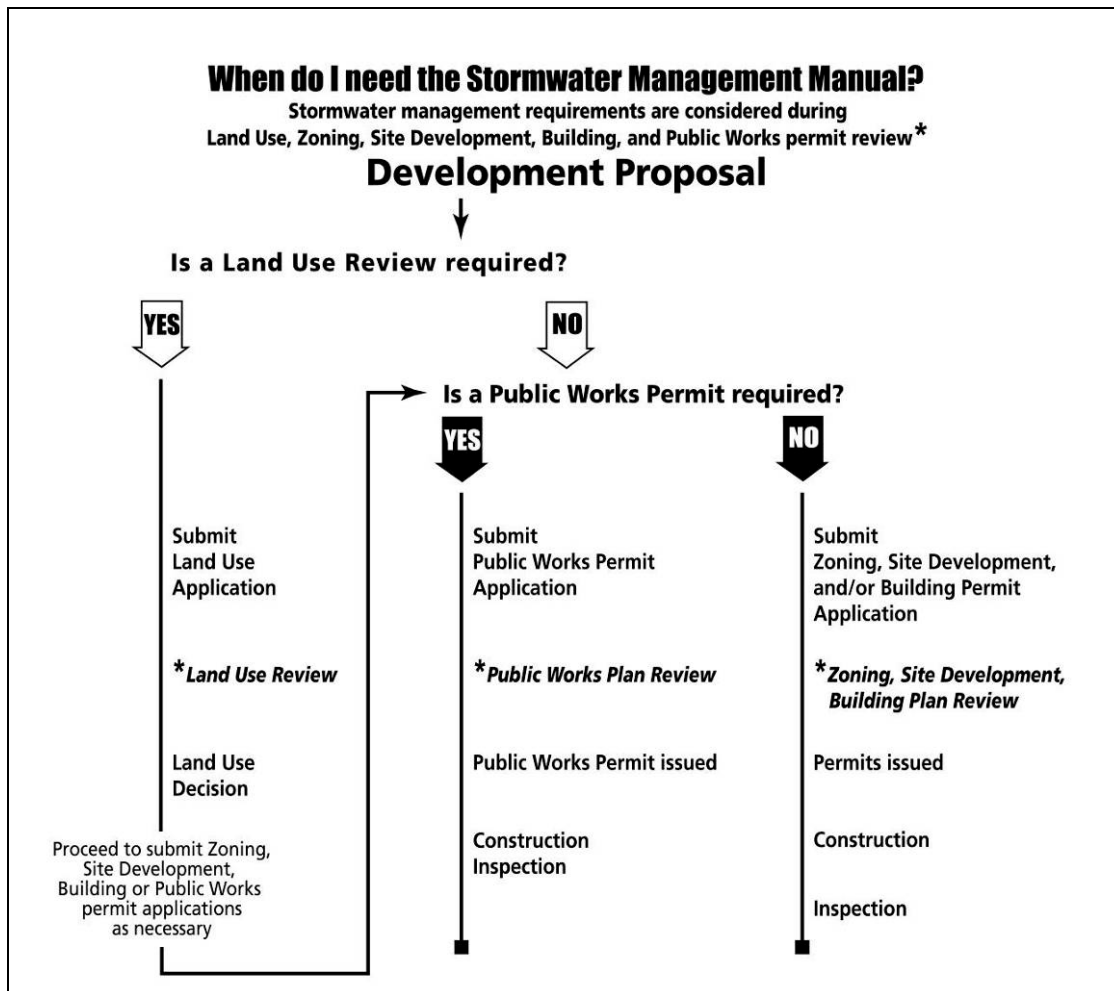 When do I need the Stormwater Management Manual?
Stormwater management requirements are considered during
Land Use, Zoning, Site Development, Building, and Public Works permit review*
Development Proposal
Is a Land Use Review required?
YES
NO
Is a Public Works Permit required?
YES
NO
Submit
Land Use
Application
*Land Use Review
Land Use
Decision
Proceed to submit Zoning,
Site Development,
Building or Public Works
permit applications
as necessary
Submit
Public Works Permit
Application
*Public Works Plan Review
Public Works Permit issued
Construction
Inspection
Submit
Zoning, Site Development,
and/or Building Permit
Application
*Zoning, Site Development,
Building Plan Review
Permits issued
Construction
Inspection